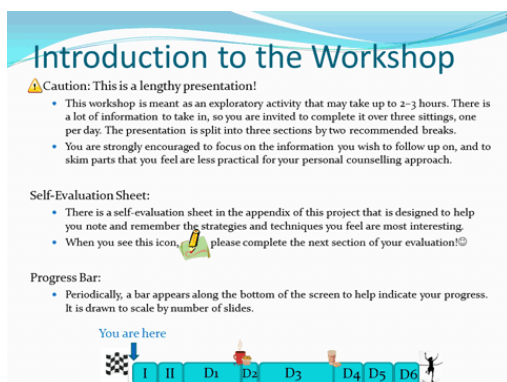 Introduction to the Workshop
Caution: This is a lengthy presentation!
• This workshop is meant as an exploratory activity that may take up to 2–3 hours. There is
a lot of information to take in, so you are invited to complete it over three sittings, one
per day. The presentation is split into three sections by two recommended breaks.
• You are strongly encouraged to focus on the information you wish to follow up on, and to
skim parts that you feel are less practical for your personal counselling approach.
Self-Evaluation Sheet:
• There is a self-evaluation sheet in the appendix of this project that is designed to help
you note and remember the strategies and techniques you feel are most interesting.
• When you see this icon, please complete the next section of your evaluation!☺
Progress Bar:
• Periodically, a bar appears along the bottom of the screen to help indicate your progress.
It is drawn to scale by number of slides.
You are here
I II D1 D2 D3 D4 D5 D6